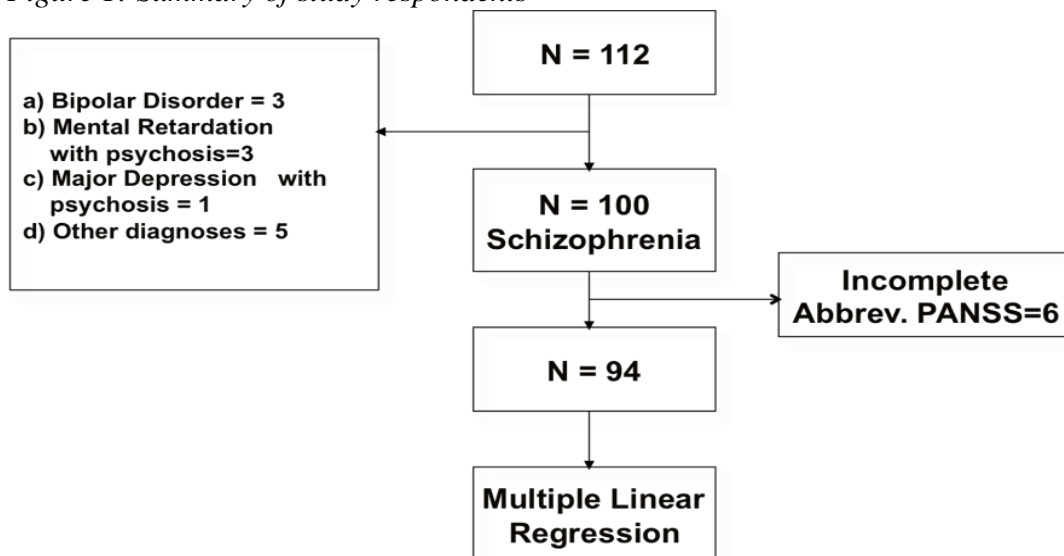 Figure 1: Summary of study respondents
N = 112
a) Bipolar Disorder = 3
b) Mental Retardation
with psychosis=3
c) Major Depression with
psychosis = 1
d) Other diagnoses = 5
N = 100
Schizophrenia
Incomplete
Abbrev. PANSS=6
N = 94
Multiple Linear
Regression